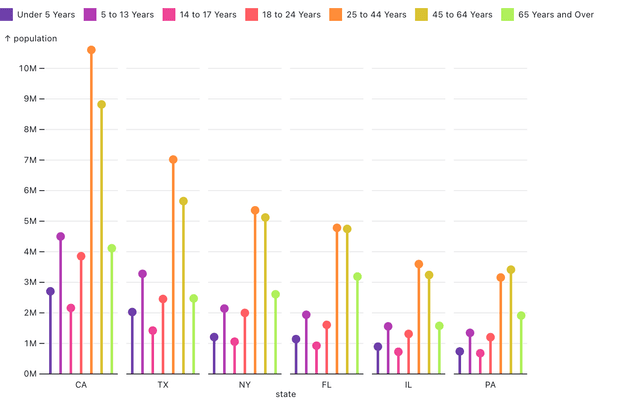 Under 5 Years 5 to 13 Years 14 to 17 Years 18 to 24 Years 25 to 44 Years 45 to 64 Years 65 Years and Over
↑ population
10M
9M
8M
7M
6M
5M
4M
3M
2M
1M
0M
CA TX NY FL IL PA
state